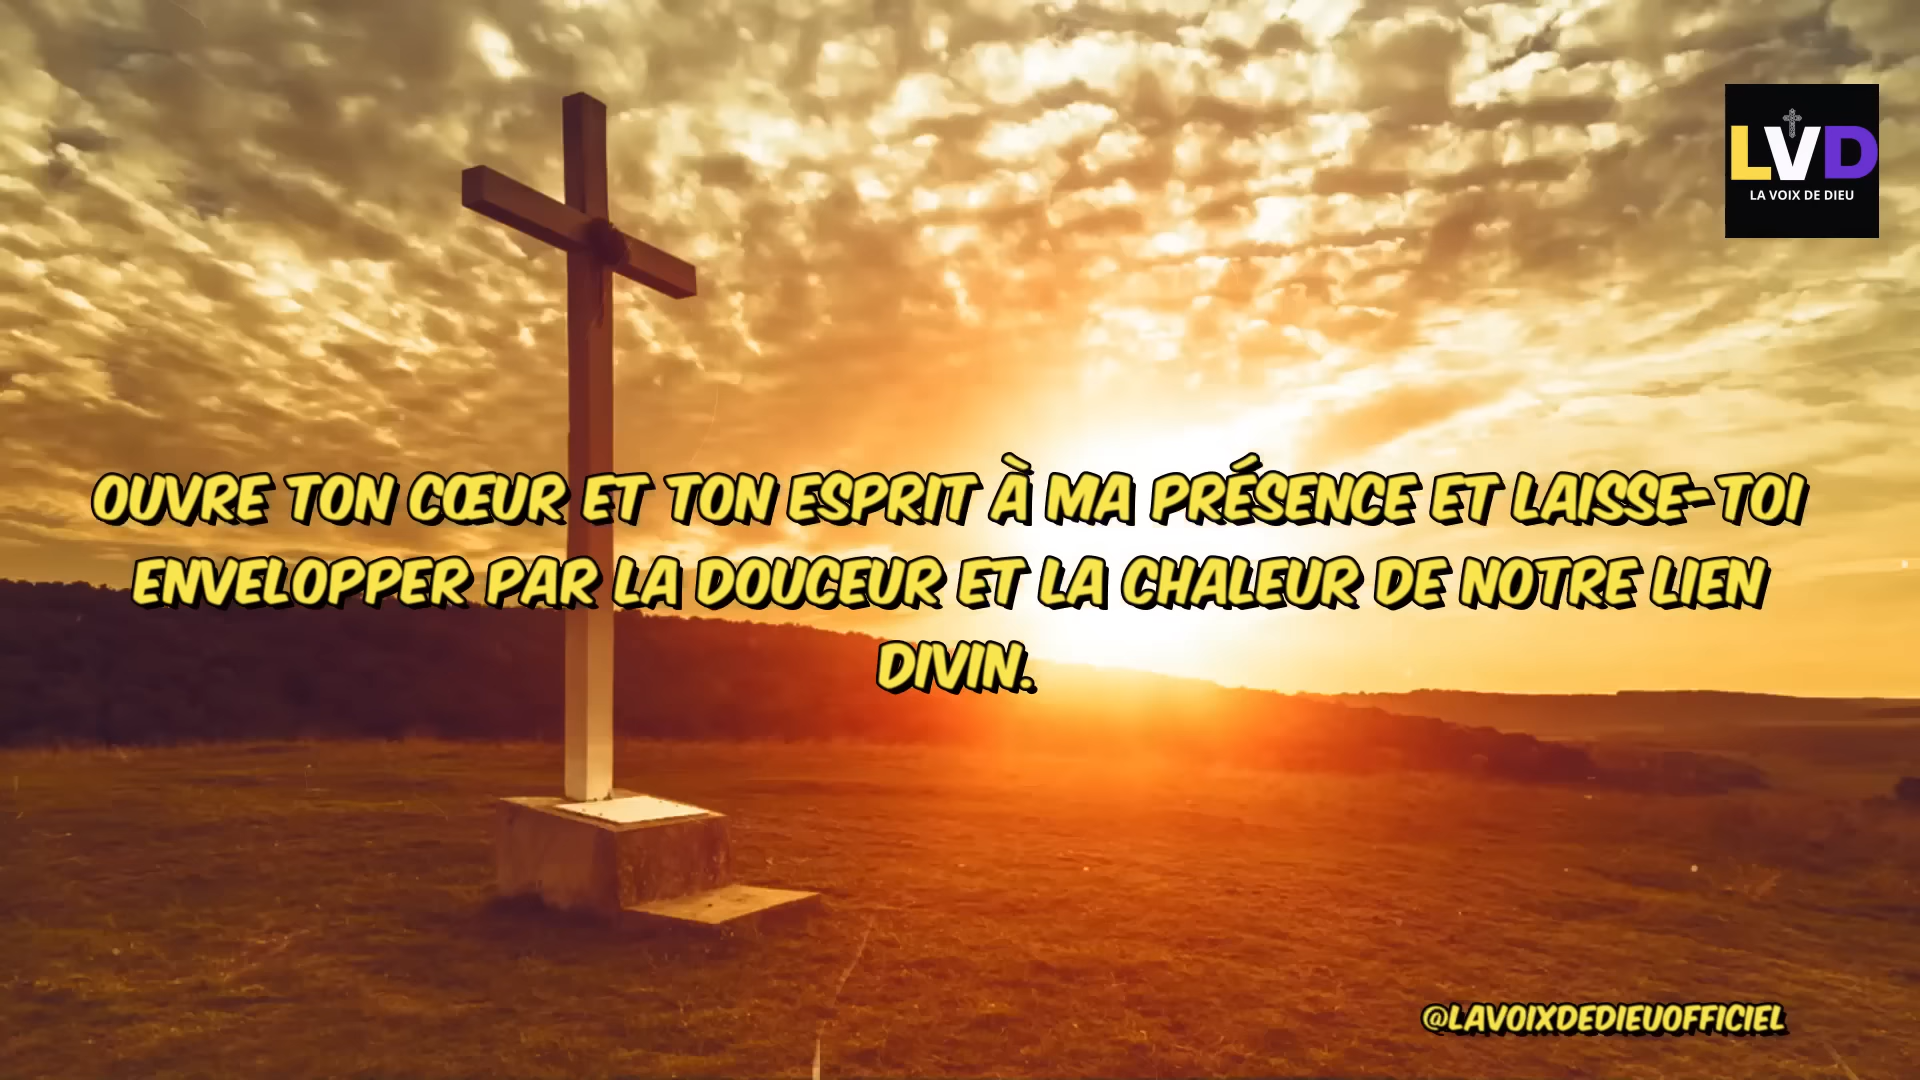 LVD
LA VOIX DE DIEU
OUVRE TON CŒUR ET TON ESPRIT À MA PRÉSENCE ET LAISSE-TOI
ENVELOPPER PAR LA DOUCEUR ET LA CHALEUR DE NOTRE LIEN
DIVIN.
@LAVOIXDEDIEUOFFICIEL